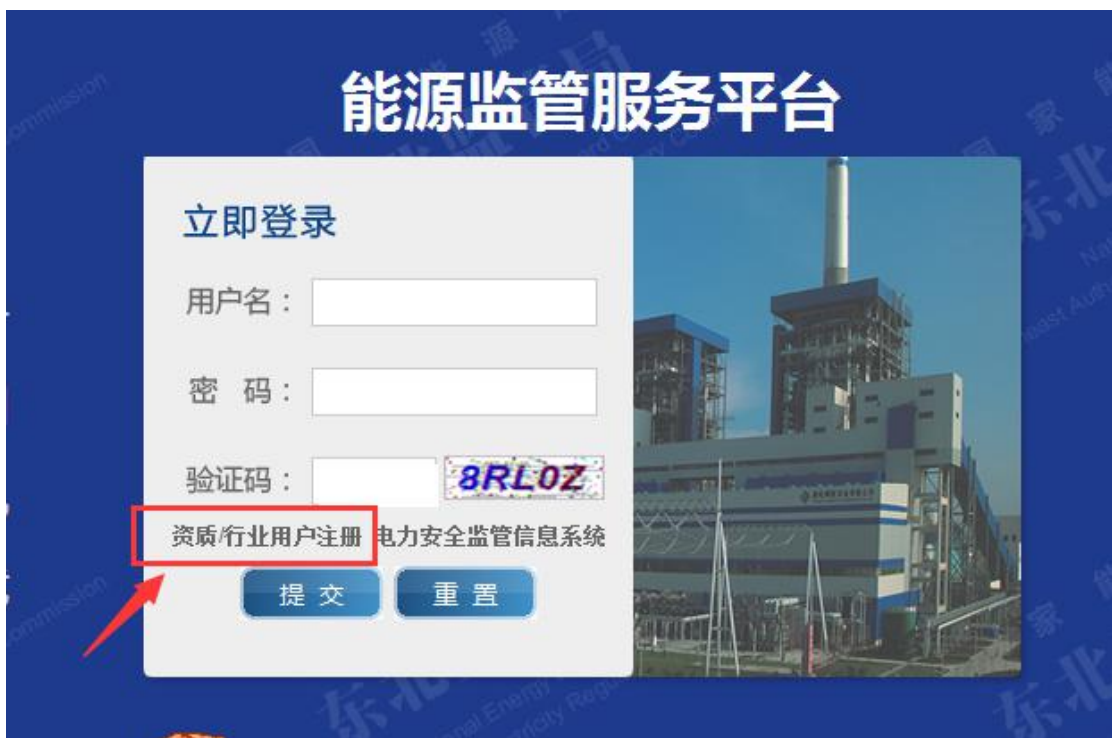 能源监管服务平台
立即登录
用户名：
密 码：
验证码：
8RL0Z
资质/行业用户注册 电力安全监管信息系统
提 交 重 置